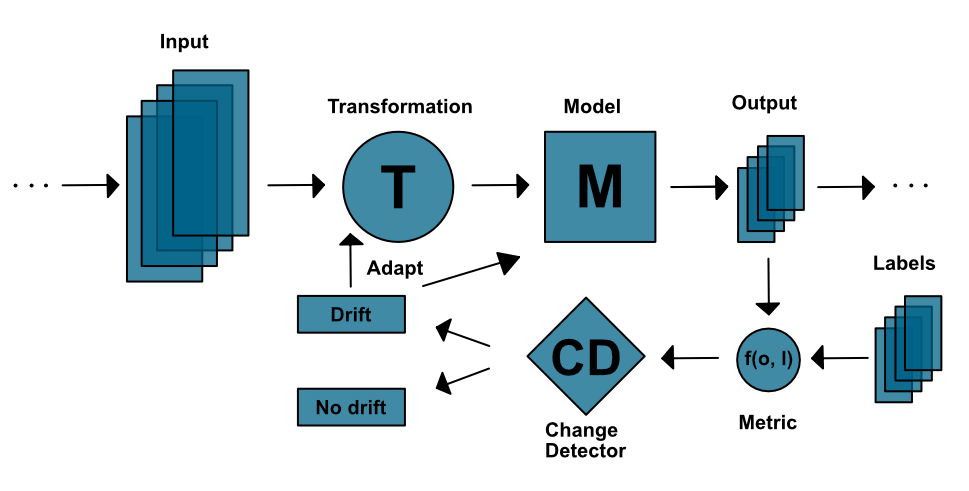 Input
Transformation
Model
Output
. . .
T
M
. . .
Adapt
Labels
Drift
CD
f(o, l)
No drift
Metric
Change
Detector